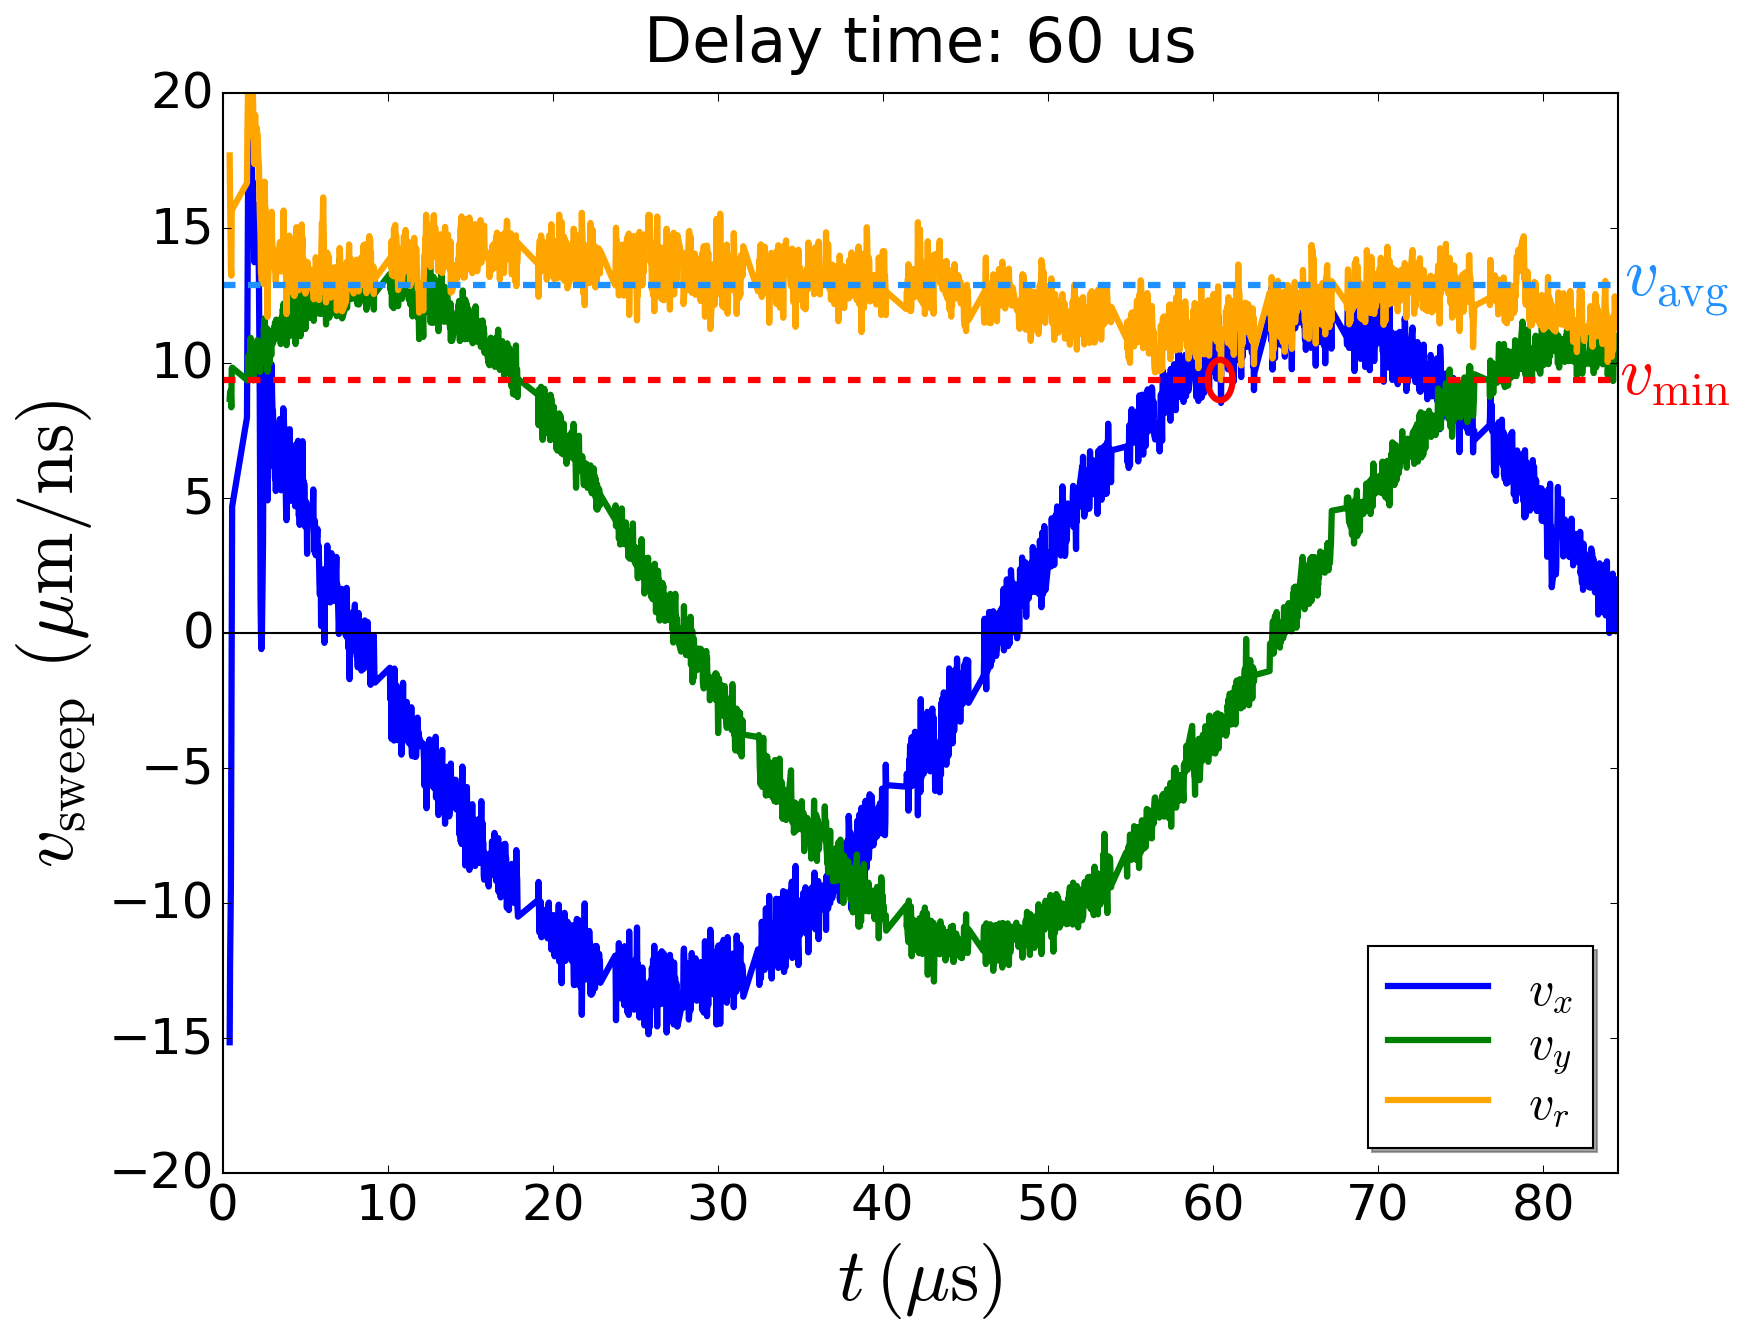 Delay time: 60 us
v_sweep (μm/ns)
20
15
10
5
0
−5
−10
−15
−20
v_avg
v_min
v_x
v_y
v_r
0 10 20 30 40 50 60 70 80
t (μs)